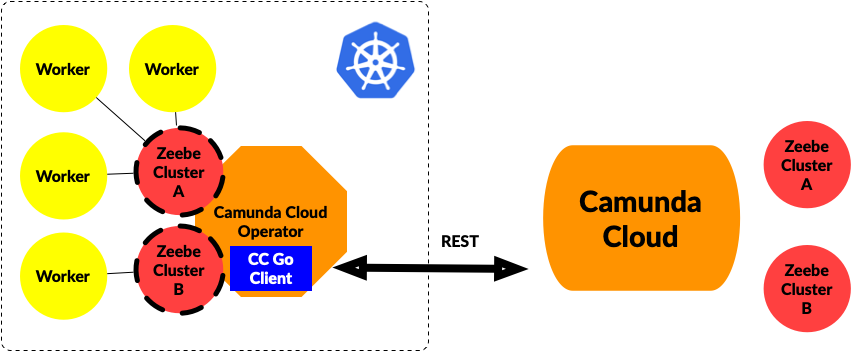 Worker
Worker
Zeebe
Cluster
A
Worker
Camunda Cloud
Operator
Zeebe
Cluster
B
CC Go
Client
Worker
REST
Camunda
Cloud
Zeebe
Cluster
A
Zeebe
Cluster
B